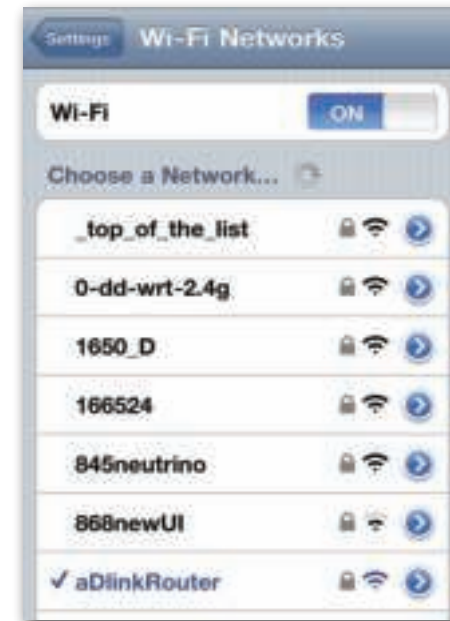 Settings Wi-Fi Networks
Wi-Fi ON
Choose a Network...
_top_of_the_list
0-dd-wrt-2.4g
1650_D
166524
845neutrino
868newUI
✓ aDlinkRouter